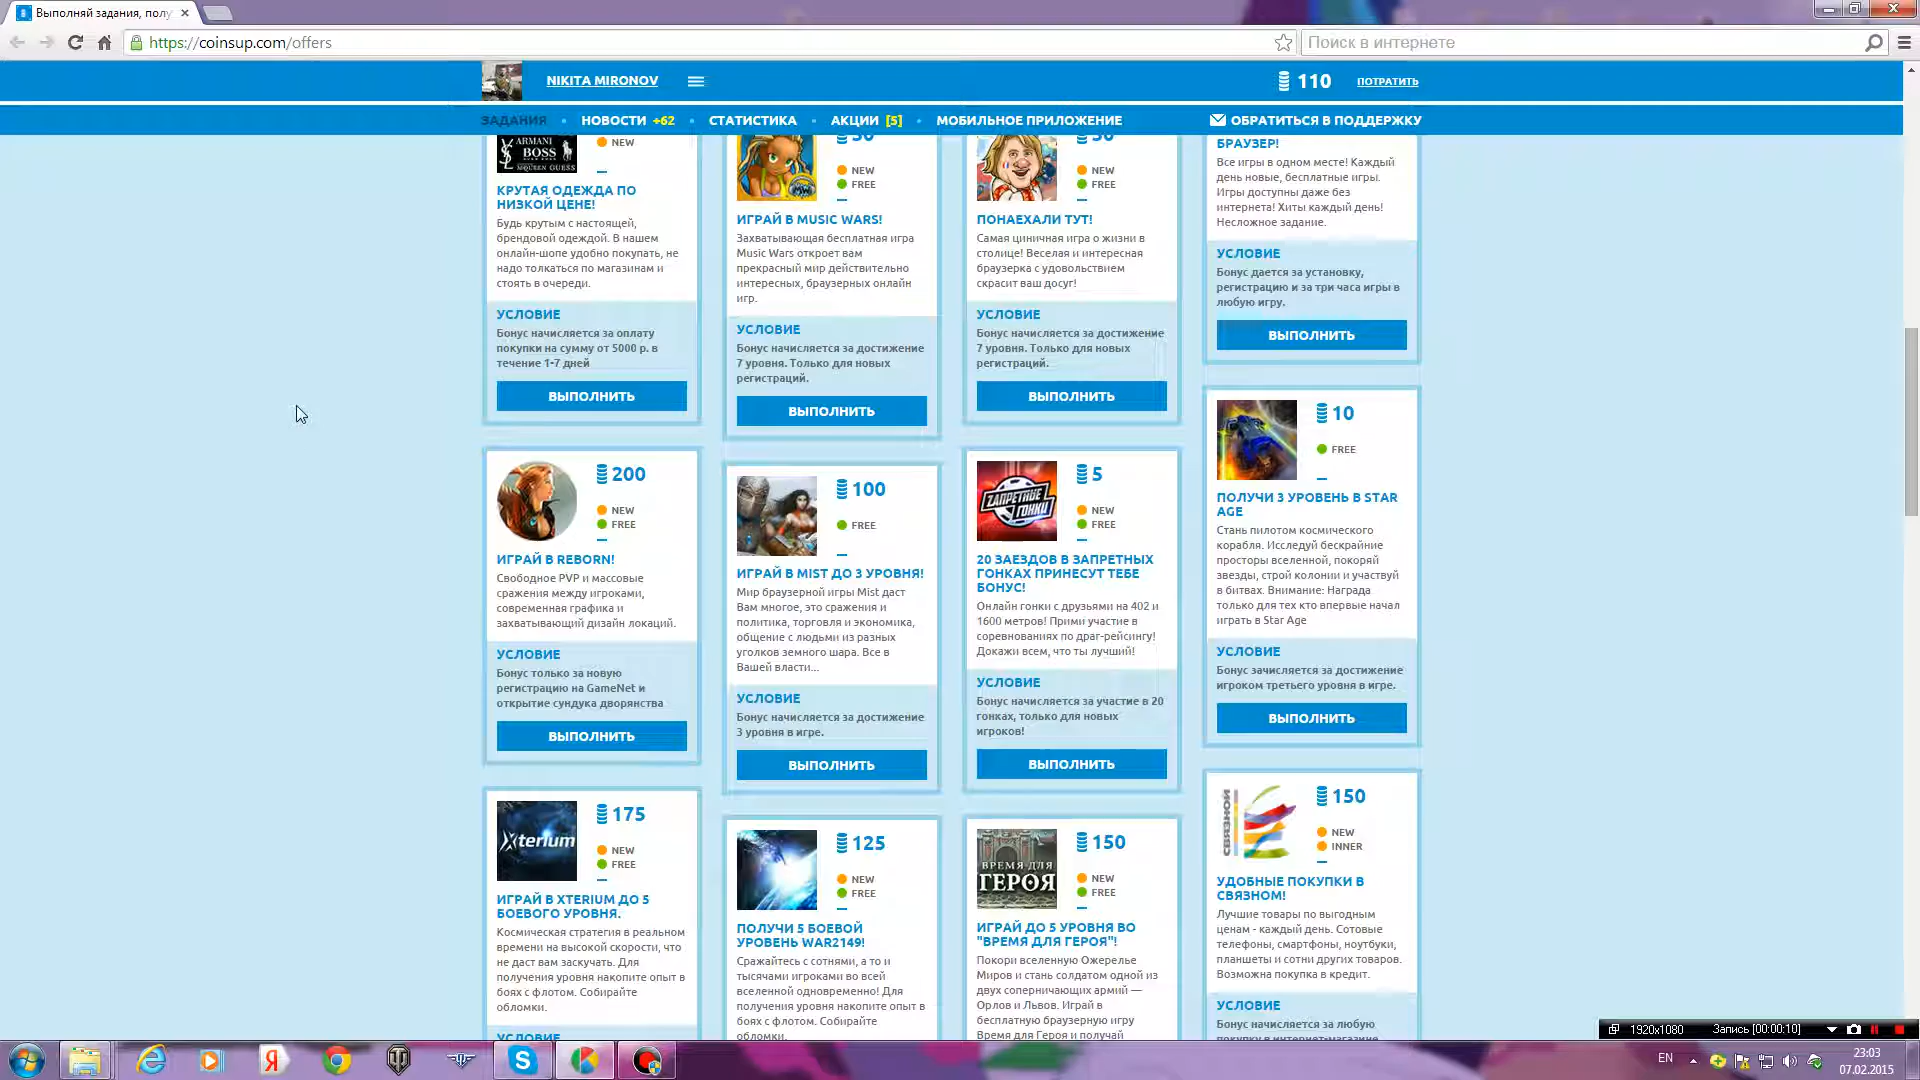 Выполняй задания, полу
https://coinsup.com/offers
Поиск в интернете
NIKITA MIRONOV
110
ПОТРАТИТЬ
ЗАДАНИЯ
НОВОСТИ +62
СТАТИСТИКА
АКЦИИ [5]
МОБИЛЬНОЕ ПРИЛОЖЕНИЕ
ОБРАТИТЬСЯ В ПОДДЕРЖКУ
ARMANI
BOSS
MCQUEEN GUESS
NEW
КРУТАЯ ОДЕЖДА ПО
НИЗКОЙ ЦЕНЕ!
Будь крутым с настоящей,
брендовой одеждой. В нашем
онлайн-шопе удобно покупать, не
надо толкаться по магазинам и
стоять в очереди.
УСЛОВИЕ
Бонус начисляется за оплату
покупки на сумму от 5000 р. в
течение 1-7 дней
ВЫПОЛНИТЬ
200
NEW
FREE
ИГРАЙ В REBORN!
Свободное PVP и массовые
сражения между игроками,
современная графика и
захватывающий дизайн локаций.
УСЛОВИЕ
Бонус только за новую
регистрацию на GameNet и
открытие сундука дворянства
ВЫПОЛНИТЬ
Xterium
175
NEW
FREE
ИГРАЙ В XTERIUM ДО 5
БОЕВОГО УРОВНЯ.
Космическая стратегия в реальном
времени на высокой скорости, что
не даст вам заскучать. Для
получения уровня накопите опыт в
боях с флотом. Собирайте
обломки.
УСЛОВИЕ
NEW
FREE
ИГРАЙ В MUSIC WARS!
Захватывающая бесплатная игра
Music Wars откроет вам
прекрасный мир действительно
интересных, браузерных онлайн
игр.
УСЛОВИЕ
Бонус начисляется за достижение
7 уровня. Только для новых
регистраций.
ВЫПОЛНИТЬ
100
FREE
ИГРАЙ В MIST ДО 3 УРОВНЯ!
Мир браузерной игры Mist даст
Вам многое, это сражения и
политика, торговля и экономика,
общение с людьми из разных
уголков земного шара. Все в
Вашей власти...
УСЛОВИЕ
Бонус начисляется за достижение
3 уровня в игре.
ВЫПОЛНИТЬ
125
NEW
FREE
ПОЛУЧИ 5 БОЕВОЙ
УРОВЕНЬ WAR2149!
Сражайтесь с сотнями, а то и
тысячами игроками во всей
вселенной одновременно! Для
получения уровня накопите опыт в
боях с флотом. Собирайте
обломки.
NEW
FREE
ПОНАЕХАЛИ ТУТ!
Самая циничная игра о жизни в
столице! Веселая и интересная
браузерка с удовольствием
скрасит ваш досуг!
УСЛОВИЕ
Бонус начисляется за достижение
7 уровня. Только для новых
регистраций.
ВЫПОЛНИТЬ
ЗАПРЕТНЫЕ
ГОНКИ
5
NEW
FREE
20 ЗАЕЗДОВ В ЗАПРЕТНЫХ
ГОНКАХ ПРИНЕСУТ ТЕБЕ
БОНУС!
Онлайн гонки с друзьями на 402 и
1600 метров! Прими участие в
соревнованиях по драг-рейсингу!
Докажи всем, что ты лучший!
УСЛОВИЕ
Бонус начисляется за участие в 20
гонках, только для новых
игроков!
ВЫПОЛНИТЬ
ВРЕМЯ ДЛЯ
ГЕРОЯ
150
NEW
FREE
ИГРАЙ ДО 5 УРОВНЯ ВО
"ВРЕМЯ ДЛЯ ГЕРОЯ"!
Покори вселенную Ожерелье
Миров и стань солдатом одной из
двух соперничающих армий —
Орлов и Львов. Играй в
бесплатную браузерную игру
Время для Героя и получай
БРАУЗЕР!
Все игры в одном месте! Каждый
день новые, бесплатные игры.
Игры доступны даже без
интернета! Хиты каждый день!
Несложное задание.
УСЛОВИЕ
Бонус дается за установку,
регистрацию и за три часа игры в
любую игру.
ВЫПОЛНИТЬ
10
FREE
ПОЛУЧИ 3 УРОВЕНЬ В STAR
AGE
Стань пилотом космического
корабля. Исследуй бескрайние
просторы вселенной, покоряй
звезды, строй колонии и участвуй
в битвах. Внимание: Награда
только для тех кто впервые начал
играть в Star Age
УСЛОВИЕ
Бонус зачисляется за достижение
игроком третьего уровня в игре.
ВЫПОЛНИТЬ
СВЯЗНОЙ
150
NEW
INNER
УДОБНЫЕ ПОКУПКИ В
СВЯЗНОМ!
Лучшие товары по выгодным
ценам - каждый день. Сотовые
телефоны, смартфоны, ноутбуки,
планшеты и сотни других товаров.
Возможна покупка в кредит.
УСЛОВИЕ
Бонус начисляется за любую
покупку в интернет-магазине
1920x1080
Запись [00:00:10]
EN
23:03
07.02.2015